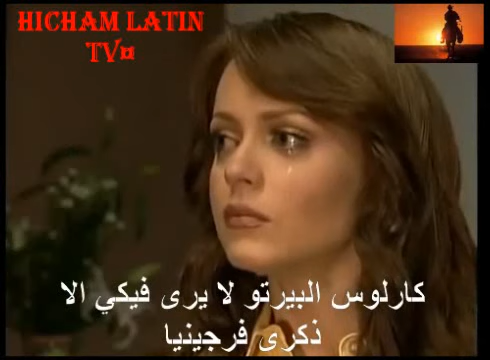 HICHAM LATIN
TV¤
كارلوس البيرتو لا يرى فيكي الا
ذكرى فرجينيا